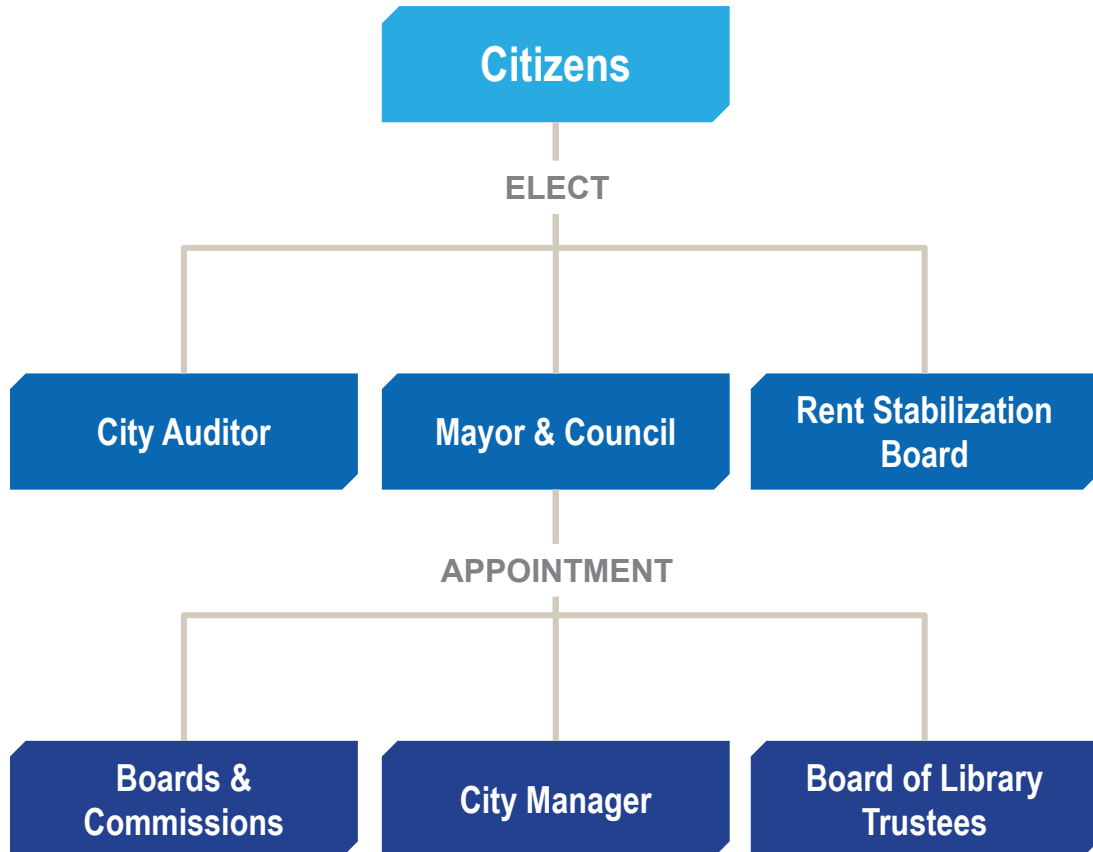 Citizens
ELECT
City Auditor
Mayor & Council
Rent Stabilization
Board
APPOINTMENT
Boards &
Commissions
City Manager
Board of Library
Trustees